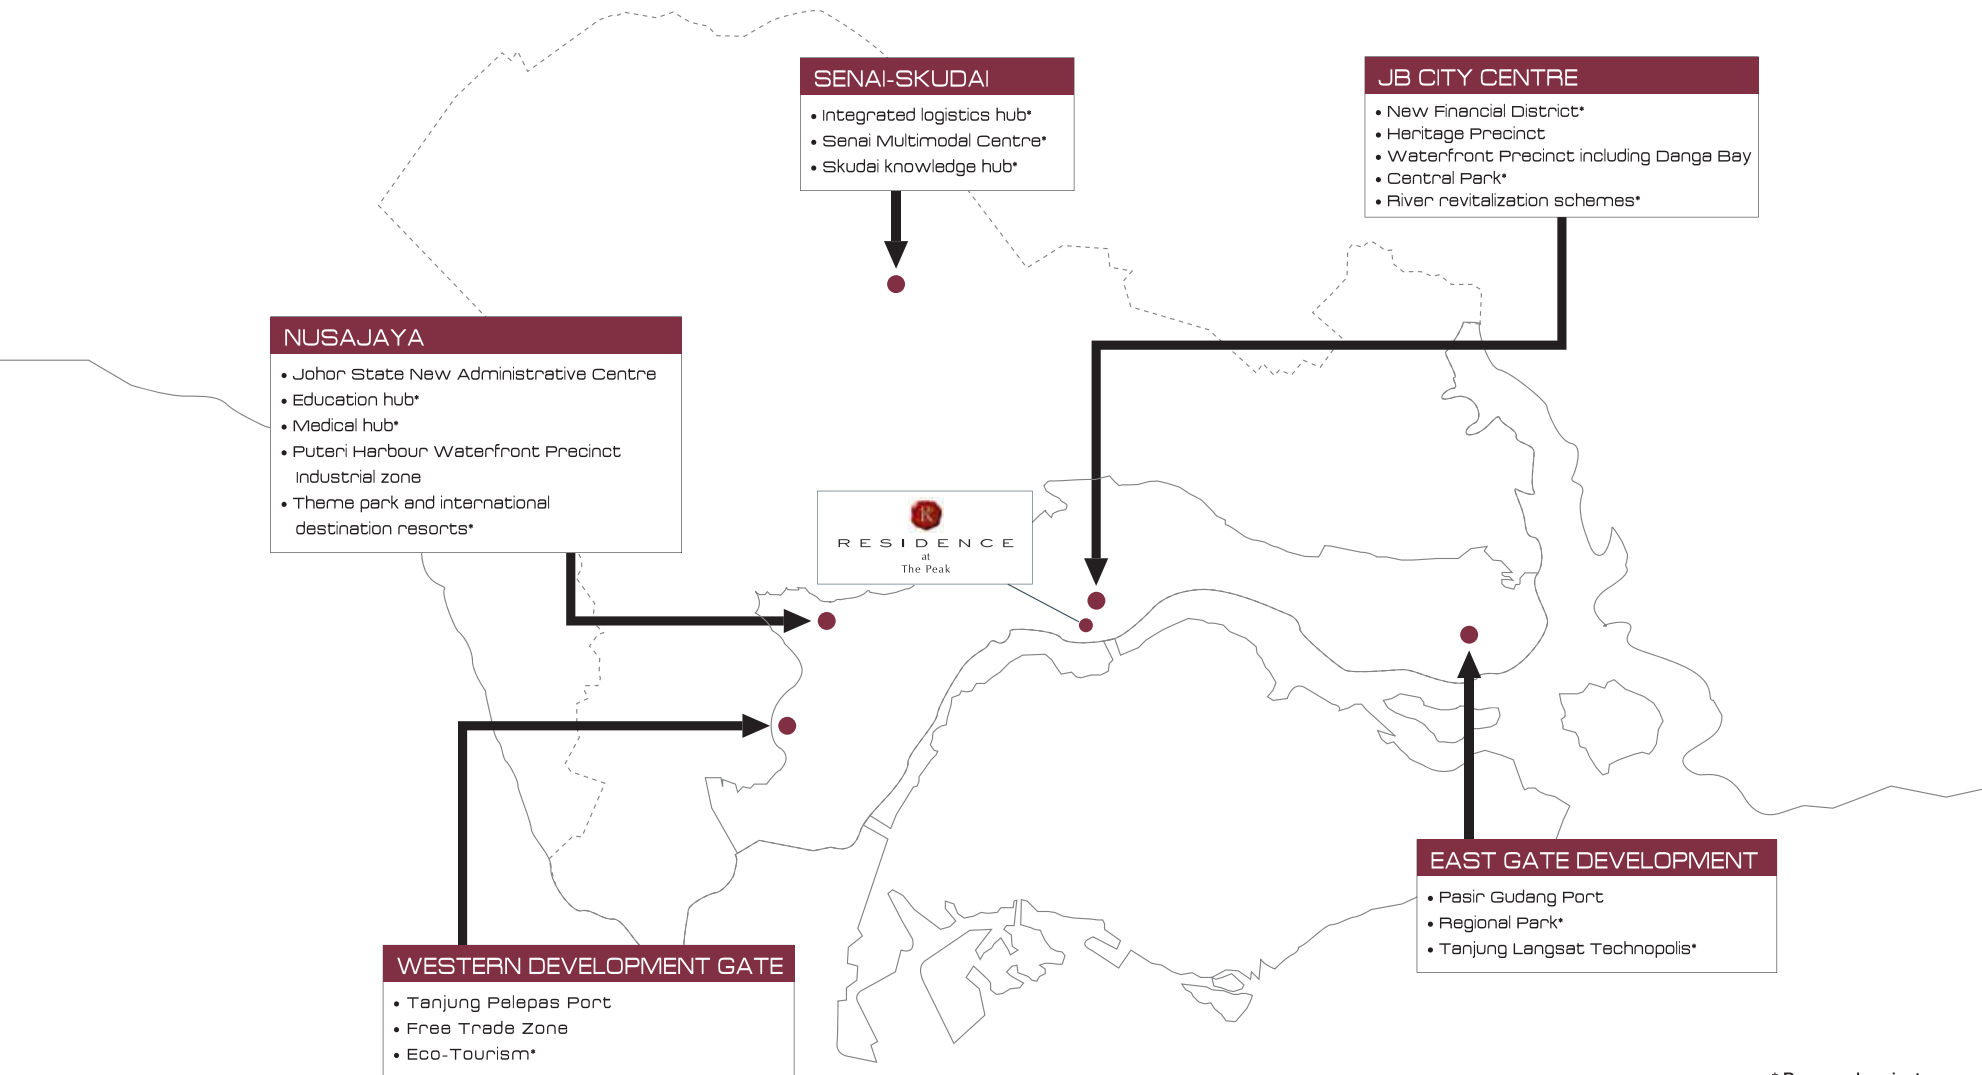 SENAI-SKUDAI
• Integrated logistics hub*
• Senai Multimodal Centre*
• Skudai knowledge hub*
JB CITY CENTRE
• New Financial District*
• Heritage Precinct
• Waterfront Precinct including Danga Bay
• Central Park*
• River revitalization schemes*
NUSAJAYA
• Johor State New Administrative Centre
• Education hub*
• Medical hub*
• Puteri Harbour Waterfront Precinct
Industrial zone
• Theme park and international
destination resorts*
R
RESIDENCE
at
The Peak
EAST GATE DEVELOPMENT
• Pasir Gudang Port
• Regional Park*
• Tanjung Langsat Technopolis*
WESTERN DEVELOPMENT GATE
• Tanjung Pelepas Port
• Free Trade Zone
• Eco-Tourism*